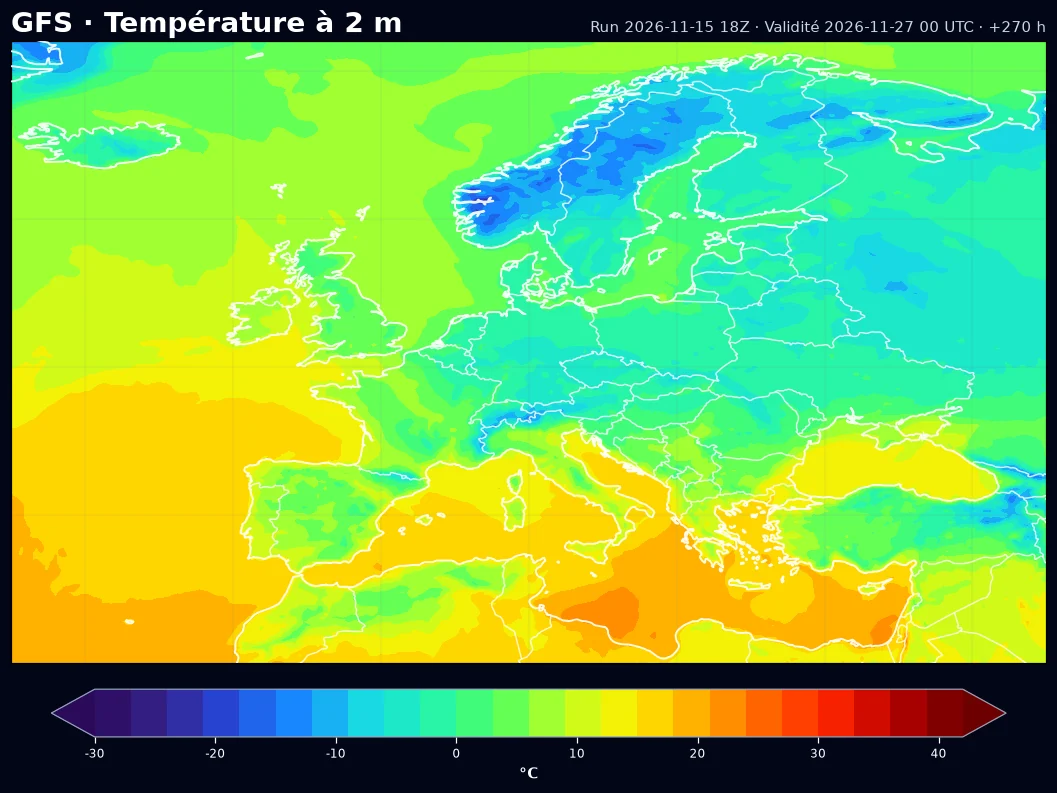 GFS · Température à 2 m
Run 2026-11-15 18Z · Validité 2026-11-27 00 UTC · +270 h
-30 -20 -10 0 10 20 30 40
°C